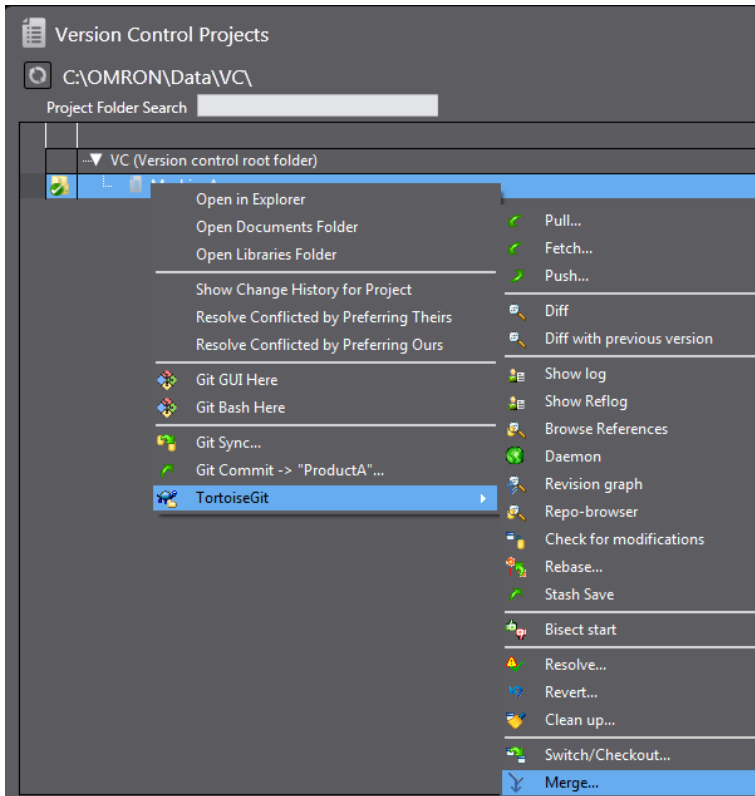 Version Control Projects
C:\OMRON\Data\VC\
Project Folder Search
VC (Version control root folder)
Open in Explorer
Open Documents Folder
Open Libraries Folder
Show Change History for Project
Resolve Conflicted by Preferring Theirs
Resolve Conflicted by Preferring Ours
Git GUI Here
Git Bash Here
Git Sync...
Git Commit -> "ProductA"...
TortoiseGit
Pull...
Fetch...
Push...
Diff
Diff with previous version
Show log
Show Reflog
Browse References
Daemon
Revision graph
Repo-browser
Check for modifications
Rebase...
Stash Save
Bisect start
Resolve...
Revert...
Clean up...
Switch/Checkout...
Merge...